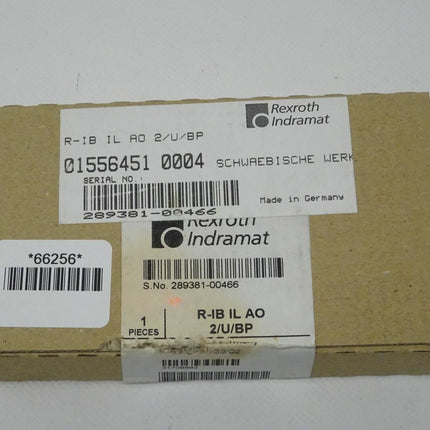 Rexroth
Indramat
R-IB IL AO 2/U/BP
01556451 0004 SCHWAEBISCHE WERK
SERIAL NO.:
289381-00466
Made in Germany
Rexroth
Indramat
*66256*
S.No. 289381-00466
1
PIECES
R-IB IL AO
2/U/BP